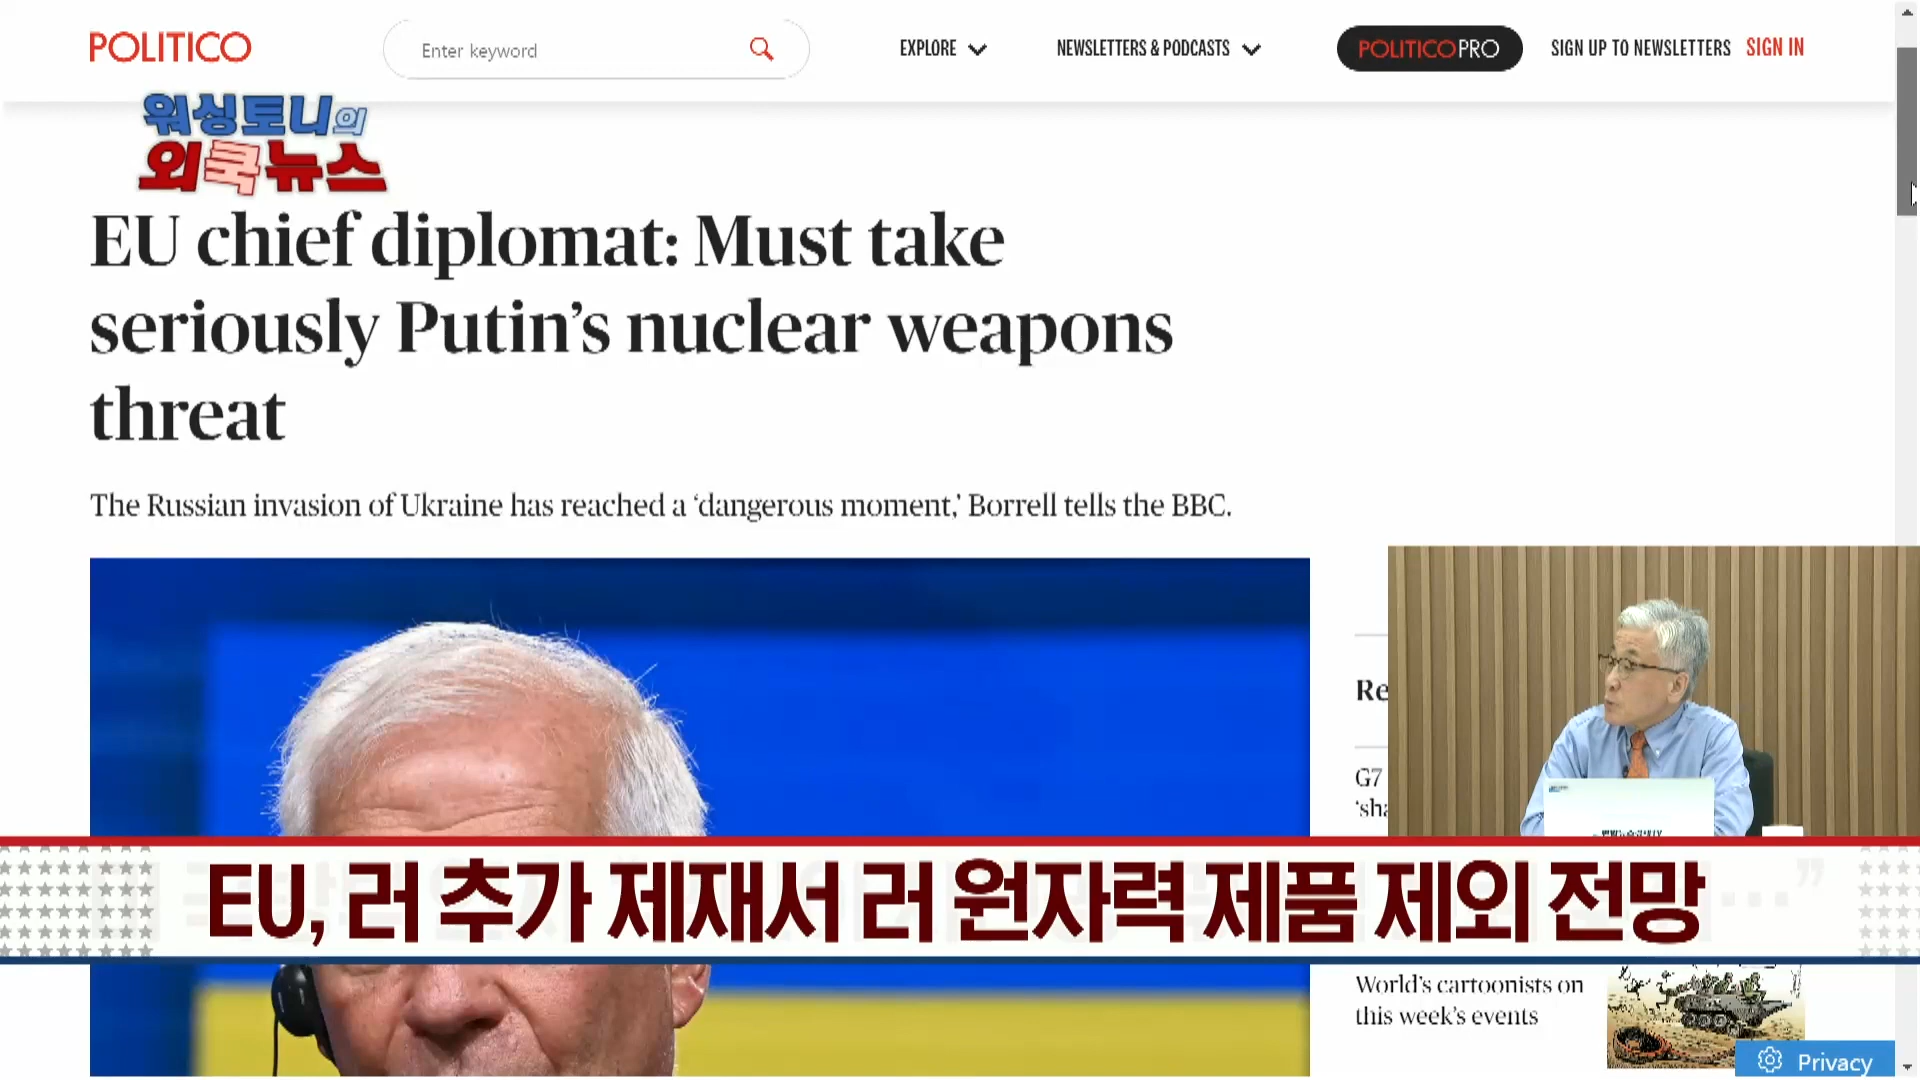 POLITICO
Enter keyword
EXPLORE
NEWSLETTERS & PODCASTS
POLITICOPRO
SIGN UP TO NEWSLETTERS
SIGN IN
워싱토니의
외쿡뉴스
EU chief diplomat: Must take
seriously Putin’s nuclear weapons
threat
The Russian invasion of Ukraine has reached a ‘dangerous moment,’ Borrell tells the BBC.
Re
G7
‘sha
EU, 러 추가 제재서 러 원자력 제품 제외 전망
World’s cartoonists on
this week’s events
Privacy